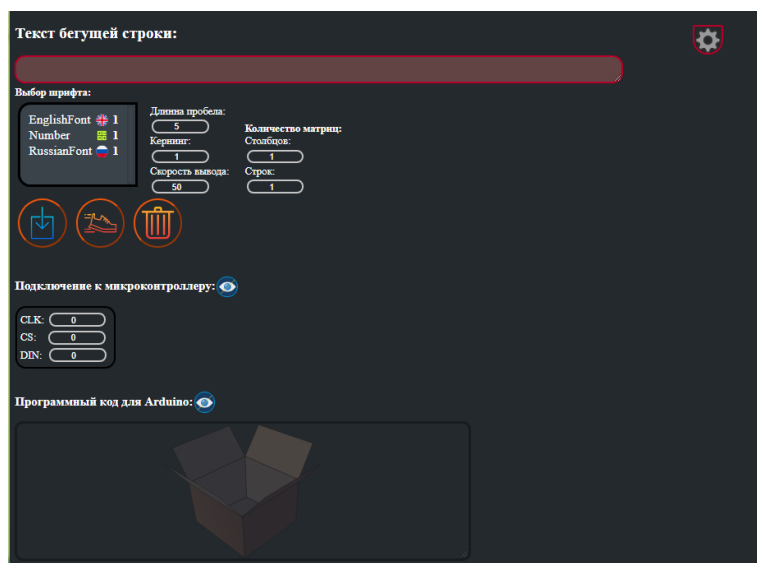 Текст бегущей строки:
Выбор шрифта:
EnglishFont 1
Number 1
RussianFont 1
Длинна пробела:
5
Кернинг:
1
Скорость вывода:
50
Количество матриц:
Столбцов:
1
Строк:
1
Подключение к микроконтроллеру:
CLK: 0
CS: 0
DIN: 0
Программный код для Arduino: